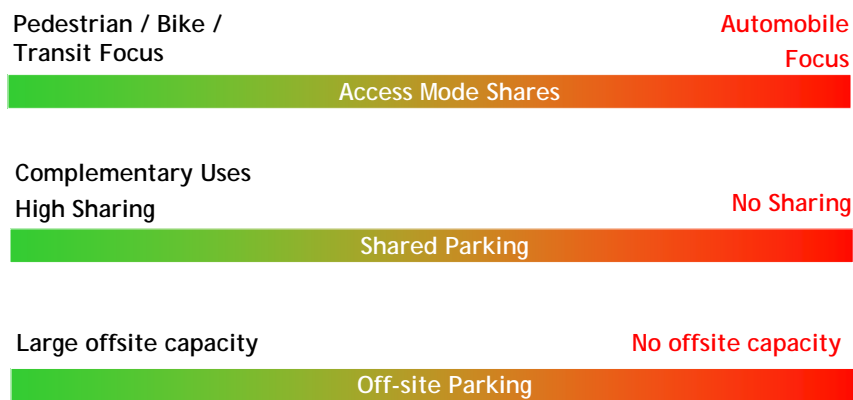 Pedestrian / Bike /
Transit Focus
Automobile
Focus
Access Mode Shares
Complementary Uses
High Sharing
No Sharing
Shared Parking
Large offsite capacity
No offsite capacity
Off-site Parking